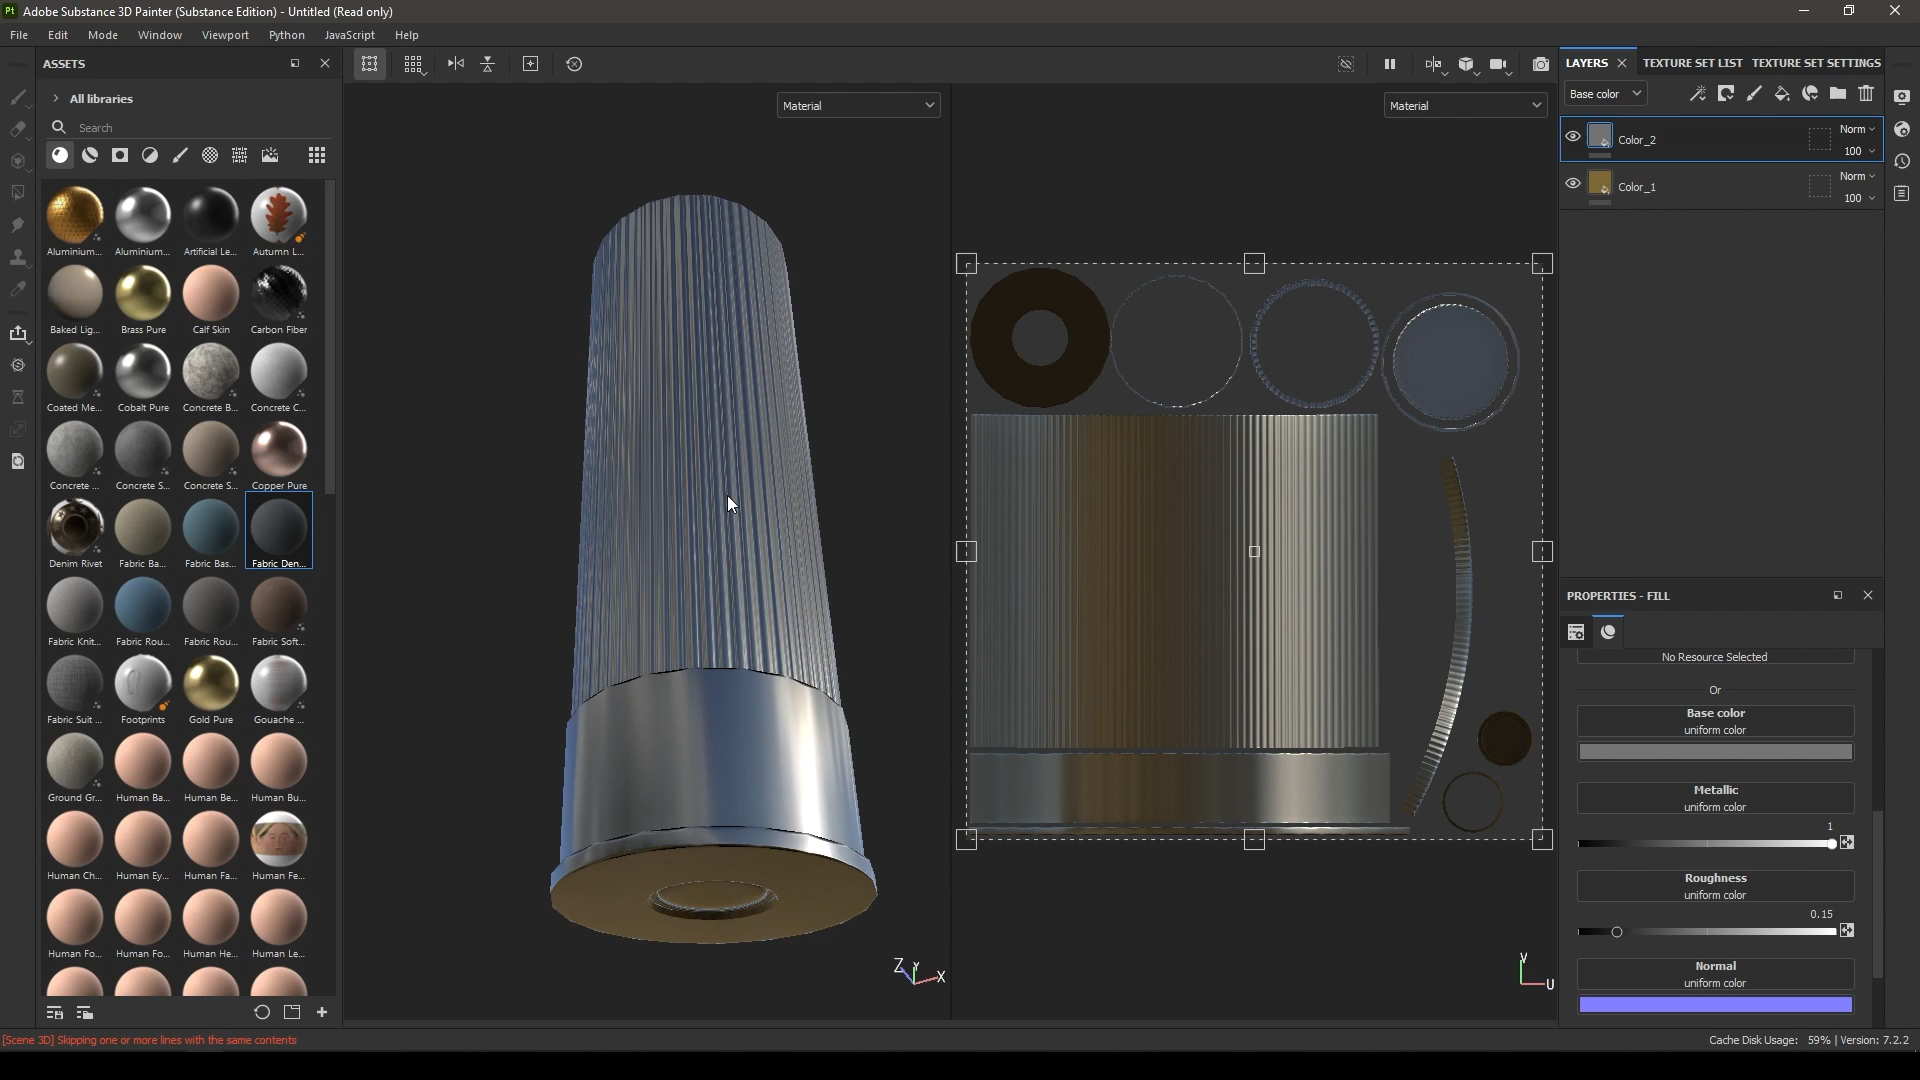 Pt Adobe Substance 3D Painter (Substance Edition) - Untitled (Read only)
File Edit Mode Window Viewport Python JavaScript Help
ASSETS
All libraries
Search
Aluminium... Aluminium... Artificial Le... Autumn L...
Baked Lig... Brass Pure Calf Skin Carbon Fiber
Coated Me... Cobalt Pure Concrete B... Concrete C...
Concrete ... Concrete S... Concrete S... Copper Pure
Denim Rivet Fabric Ba... Fabric Bas... Fabric Den...
Fabric Knit... Fabric Rou... Fabric Rou... Fabric Soft...
Fabric Suit ... Footprints Gold Pure Gouache ...
Ground Gr... Human Ba... Human Be... Human Bu...
Human Ch... Human Ey... Human Fa... Human Fe...
Human Fo... Human Fo... Human He... Human Le...
Material
Z Y X
Material
V
U
LAYERS TEXTURE SET LIST TEXTURE SET SETTINGS
Base color
Color_2 Norm
100
Color_1 Norm
100
PROPERTIES - FILL
No Resource Selected
Or
Base color
uniform color
Metallic
uniform color
1
Roughness
uniform color
0.15
Normal
uniform color
[Scene 3D] Skipping one or more lines with the same contents
Cache Disk Usage: 59% | Version: 7.2.2